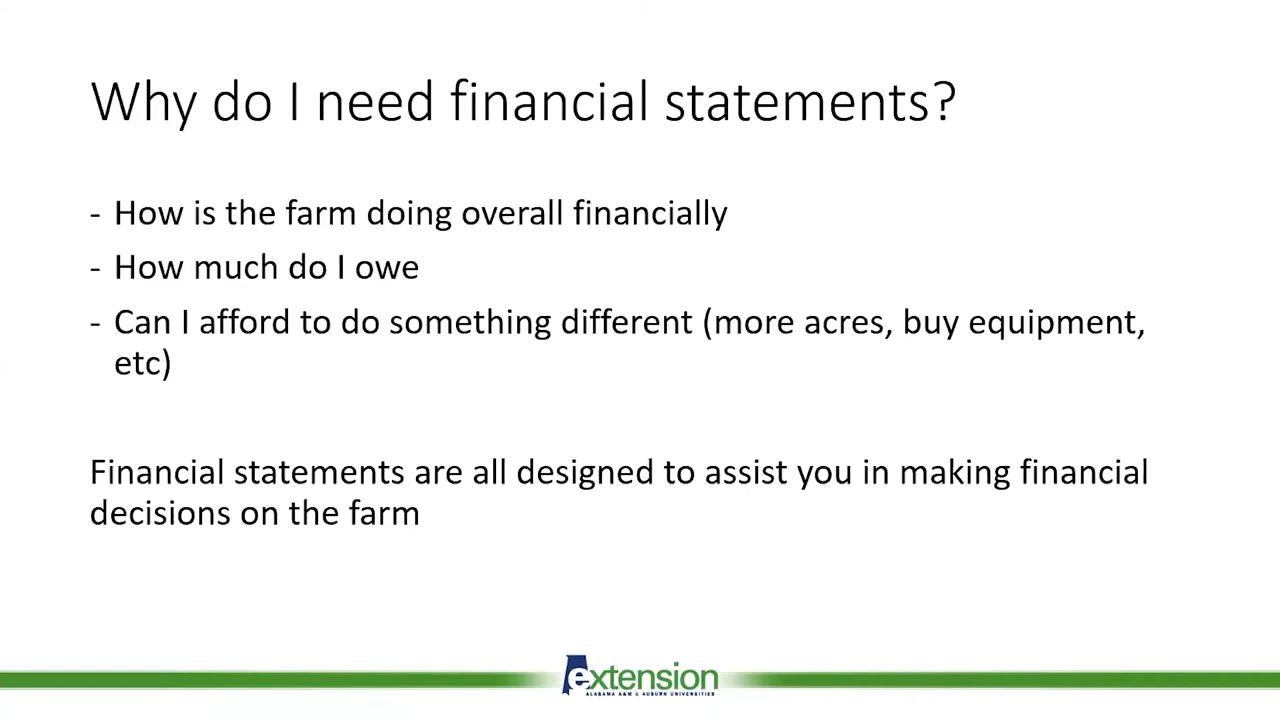 Why do I need financial statements?
- How is the farm doing overall financially
- How much do I owe
- Can I afford to do something different (more acres, buy equipment,
etc)
Financial statements are all designed to assist you in making financial
decisions on the farm
extension
ALABAMA A&M & AUBURN UNIVERSITIES